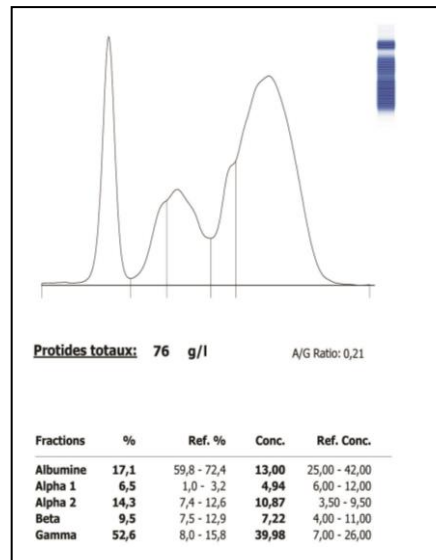 Protides totaux: 76 g/l A/G Ratio: 0,21
Fractions % Ref. % Conc. Ref. Conc.
Albumine 17,1 59,8 - 72,4 13,00 25,00 - 42,00
Alpha 1 6,5 1,0 - 3,2 4,94 6,00 - 12,00
Alpha 2 14,3 7,4 - 12,6 10,87 3,50 - 9,50
Beta 9,5 7,5 - 12,9 7,22 4,00 - 11,00
Gamma 52,6 8,0 - 15,8 39,98 7,00 - 26,00